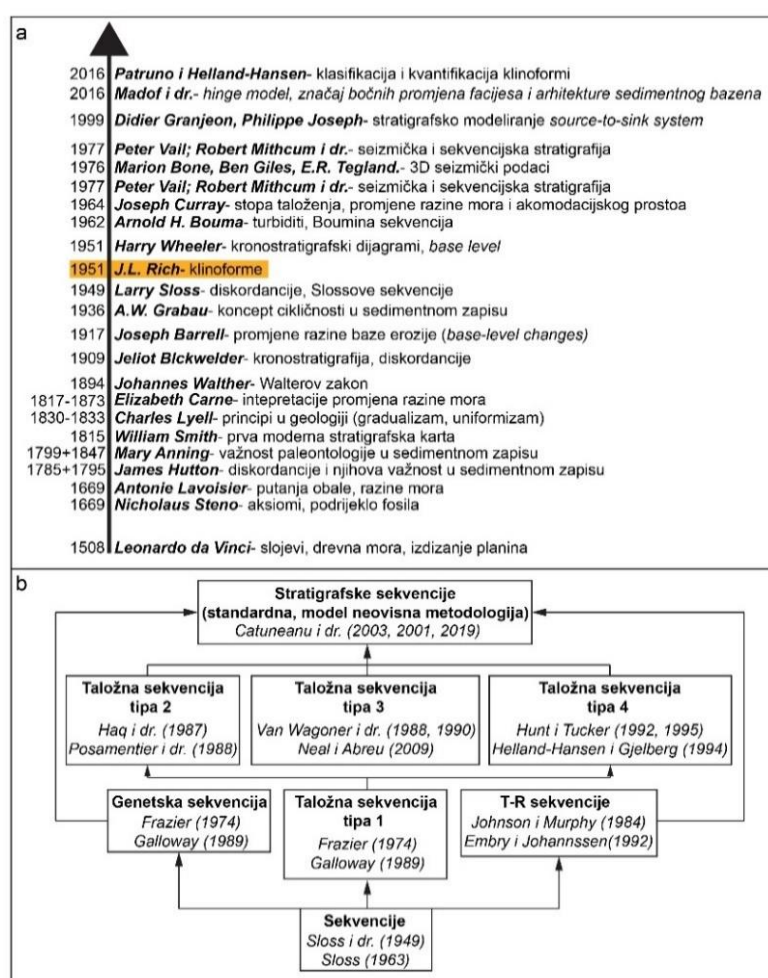 a
2016 Patruno i Helland-Hansen- klasifikacija i kvantifikacija klinoformi
2016 Madof i dr.- hinge model, značaj bočnih promjena facijesa i arhitekture sedimentnog bazena
1999 Didier Granjeon, Philippe Joseph- stratigrafsko modeliranje source-to-sink system
1977 Peter Vail; Robert Mithcum i dr.- seizmička i sekvencijska stratigrafija
1976 Marion Bone, Ben Giles, E.R. Tegland.- 3D seizmički podaci
1977 Peter Vail; Robert Mithcum i dr.- seizmička i sekvencijska stratigrafija
1964 Joseph Curray- stopa taloženja, promjene razine mora i akomodacijskog prostoa
1962 Arnold H. Bouma- turbiditi, Boumina sekvencija
1951 Harry Wheeler- kronostratigrafski dijagrami, base level
1951 J.L. Rich- klinoforme
1949 Larry Sloss- diskordancije, Slossove sekvencije
1936 A.W. Grabau- koncept cikličnosti u sedimentnom zapisu
1917 Joseph Barrell- promjene razine baze erozije (base-level changes)
1909 Jeliot Blckwelder- kronostratigrafija, diskordancije
1894 Johannes Walther- Walterov zakon
1817-1873 Elizabeth Carne- intepretacije promjena razine mora
1830-1833 Charles Lyell- principi u geologiji (gradualizam, uniformizam)
1815 William Smith- prva moderna stratigrafska karta
1799+1847 Mary Anning- važnost paleontologije u sedimentnom zapisu
1785+1795 James Hutton- diskordancije i njihova važnost u sedimentnom zapisu
1669 Antonie Lavoisier- putanja obale, razine mora
1669 Nicholaus Steno- aksiomi, podrijeklo fosila
1508 Leonardo da Vinci- slojevi, drevna mora, izdizanje planina
b
Stratigrafske sekvencije
(standardna, model neovisna metodologija)
Catuneanu i dr. (2003, 2001, 2019)
Taložna sekvencija
tipa 2
Haq i dr. (1987)
Posamentier i dr. (1988)
Taložna sekvencija
tipa 3
Van Wagoner i dr. (1988, 1990)
Neal i Abreu (2009)
Taložna sekvencija
tipa 4
Hunt i Tucker (1992, 1995)
Helland-Hansen i Gjelberg (1994)
Genetska sekvencija
Frazier (1974)
Galloway (1989)
Taložna sekvencija
tipa 1
Frazier (1974)
Galloway (1989)
T-R sekvencije
Johnson i Murphy (1984)
Embry i Johannssen(1992)
Sekvencije
Sloss i dr. (1949)
Sloss (1963)